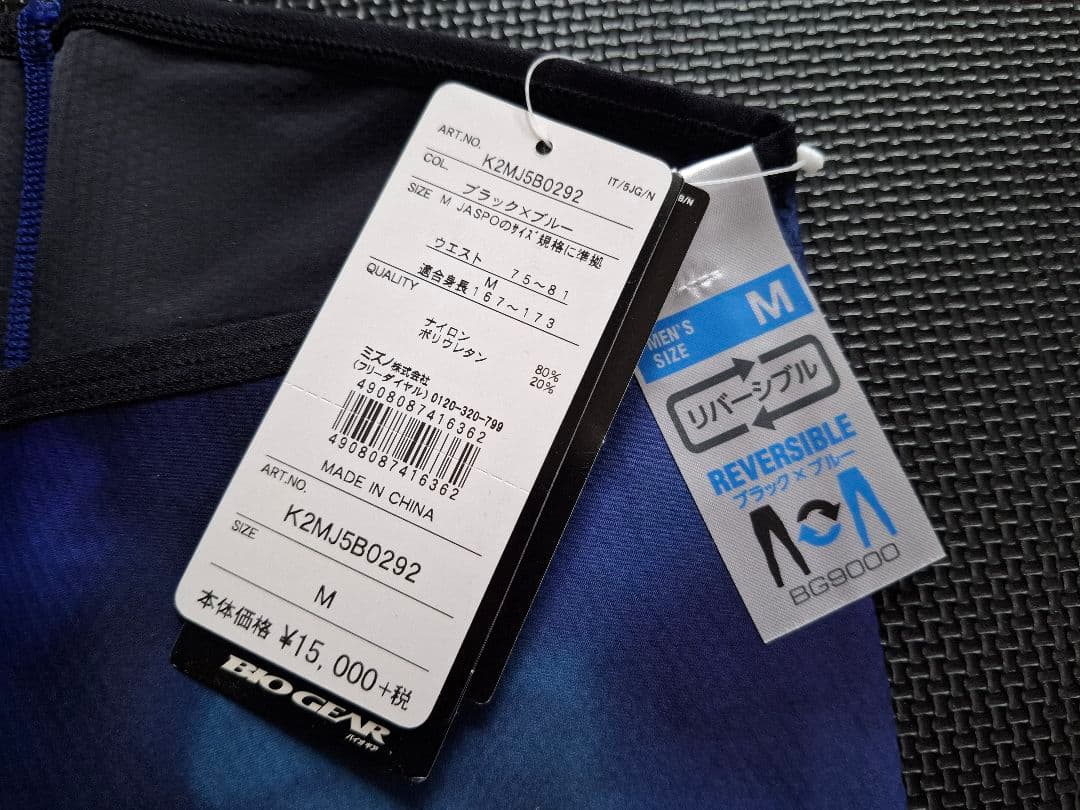 IT/5JG/N
ART.NO. K2MJ5B0292
COL. ブラック×ブルー
SIZE M JASPOのｻｲｽﾞ規格に準拠
ウエスト 75～81
M
適合身長167～173
QUALITY
ナイロン 80%
ポリウレタン 20%
ミズノ株式会社
(フリーダイヤル) 0120-320-799
4908087416362
4908087416362
MADE IN CHINA
ART.NO.
K2MJ5B0292
SIZE
M
本体価格 ¥15,000+税
BIO GEAR
バイオギア
B/N
MEN'S
SIZE
M
リバーシブル
REVERSIBLE
ブラック×ブルー
BG9000